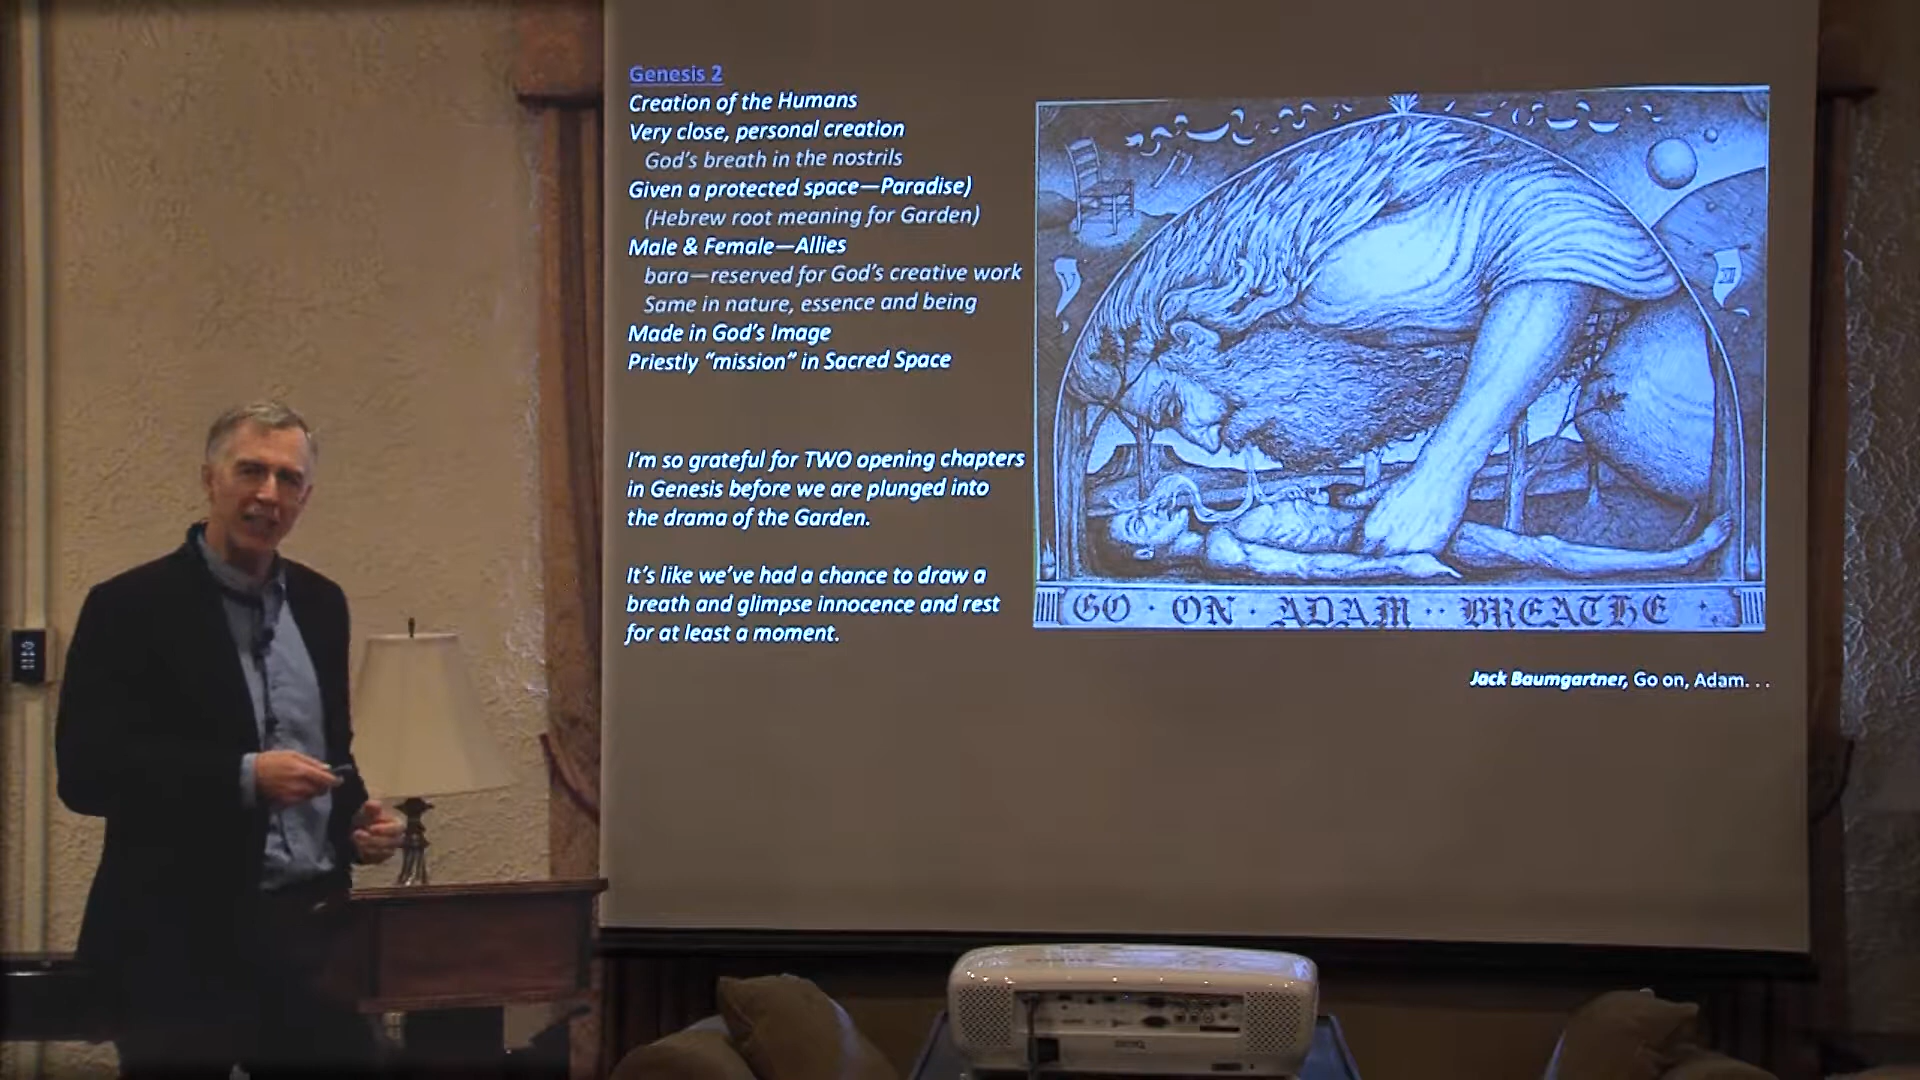 Genesis 2
Creation of the Humans
Very close, personal creation
God's breath in the nostrils
Given a protected space—Paradise)
(Hebrew root meaning for Garden)
Male & Female—Allies
bara—reserved for God's creative work
Same in nature, essence and being
Made in God's Image
Priestly “mission” in Sacred Space
I'm so grateful for TWO opening chapters
in Genesis before we are plunged into
the drama of the Garden.
It's like we've had a chance to draw a
breath and glimpse innocence and rest
for at least a moment.
GO · ON · ADAM ·· BREATHE
Jack Baumgartner, Go on, Adam. . .
BENQ